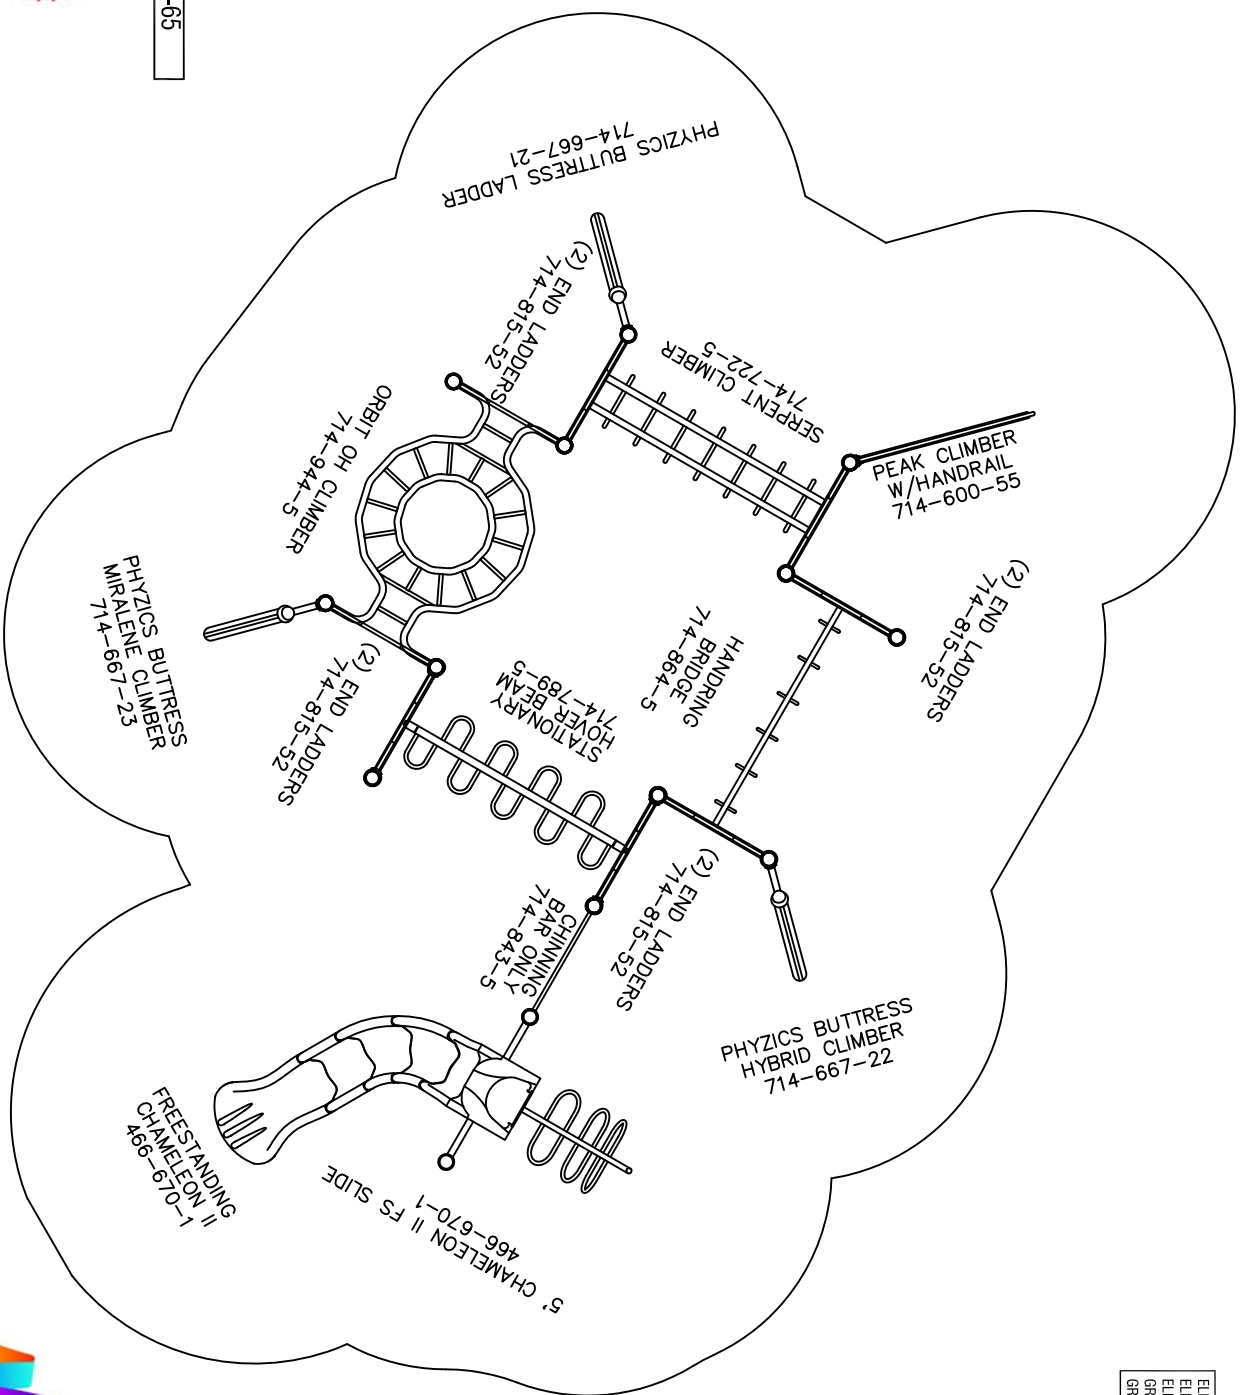 -65
PHYZICS BUTTRESS LADDER
714-667-21
(2) END LADDERS
714-815-52
SERPENT CLIMBER
714-722-5
ORBIT OH CLIMBER
714-944-5
PEAK CLIMBER
W/HANDRAIL
714-600-55
PHYZICS BUTTRESS
MIRALENE CLIMBER
714-667-23
(2) END LADDERS
714-815-52
(2) END LADDERS
714-815-52
HANDRING
BRIDGE
714-864-5
STATIONARY
HOVER BEAM
714-789-5
CHINNING
BAR ONLY
714-843-5
(2) END LADDERS
714-815-52
PHYZICS BUTTRESS
HYBRID CLIMBER
714-667-22
FREESTANDING
CHAMELEON II
466-670-1
5' CHAMELEON II FS SLIDE
466-670-1